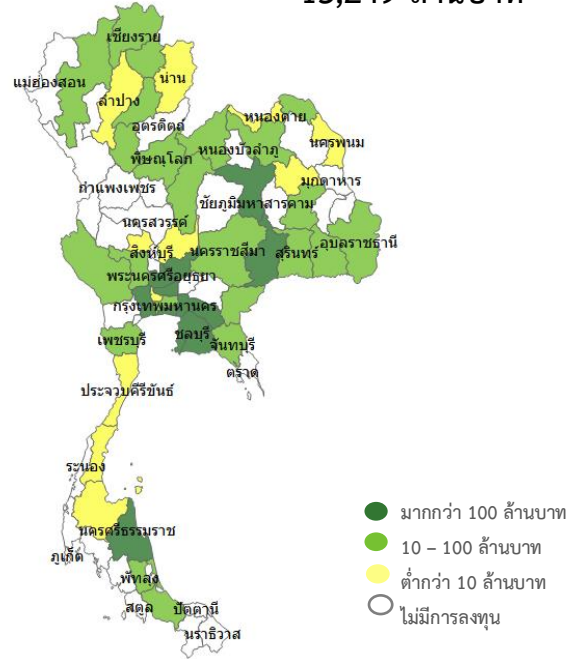 เชียงราย
แม่ฮ่องสอน
น่าน
ลำปาง
อุตรดิตถ์
หนองคาย
นครพนม
หนองบัวลำภู
พิษณุโลก
มุกดาหาร
กำแพงเพชร
ชัยภูมิ
มหาสารคาม
นครสวรรค์
อุบลราชธานี
สิงห์บุรี
นครราชสีมา
สุรินทร์
พระนครศรีอยุธยา
กรุงเทพมหานคร
ชลบุรี
เพชรบุรี
จันทบุรี
ตราด
ประจวบคีรีขันธ์
ระนอง
มากกว่า 100 ล้านบาท
นครศรีธรรมราช
10 – 100 ล้านบาท
ภูเก็ต
พัทลุง
ต่ำกว่า 10 ล้านบาท
สตูล
ปัตตานี
ไม่มีการลงทุน
นราธิวาส